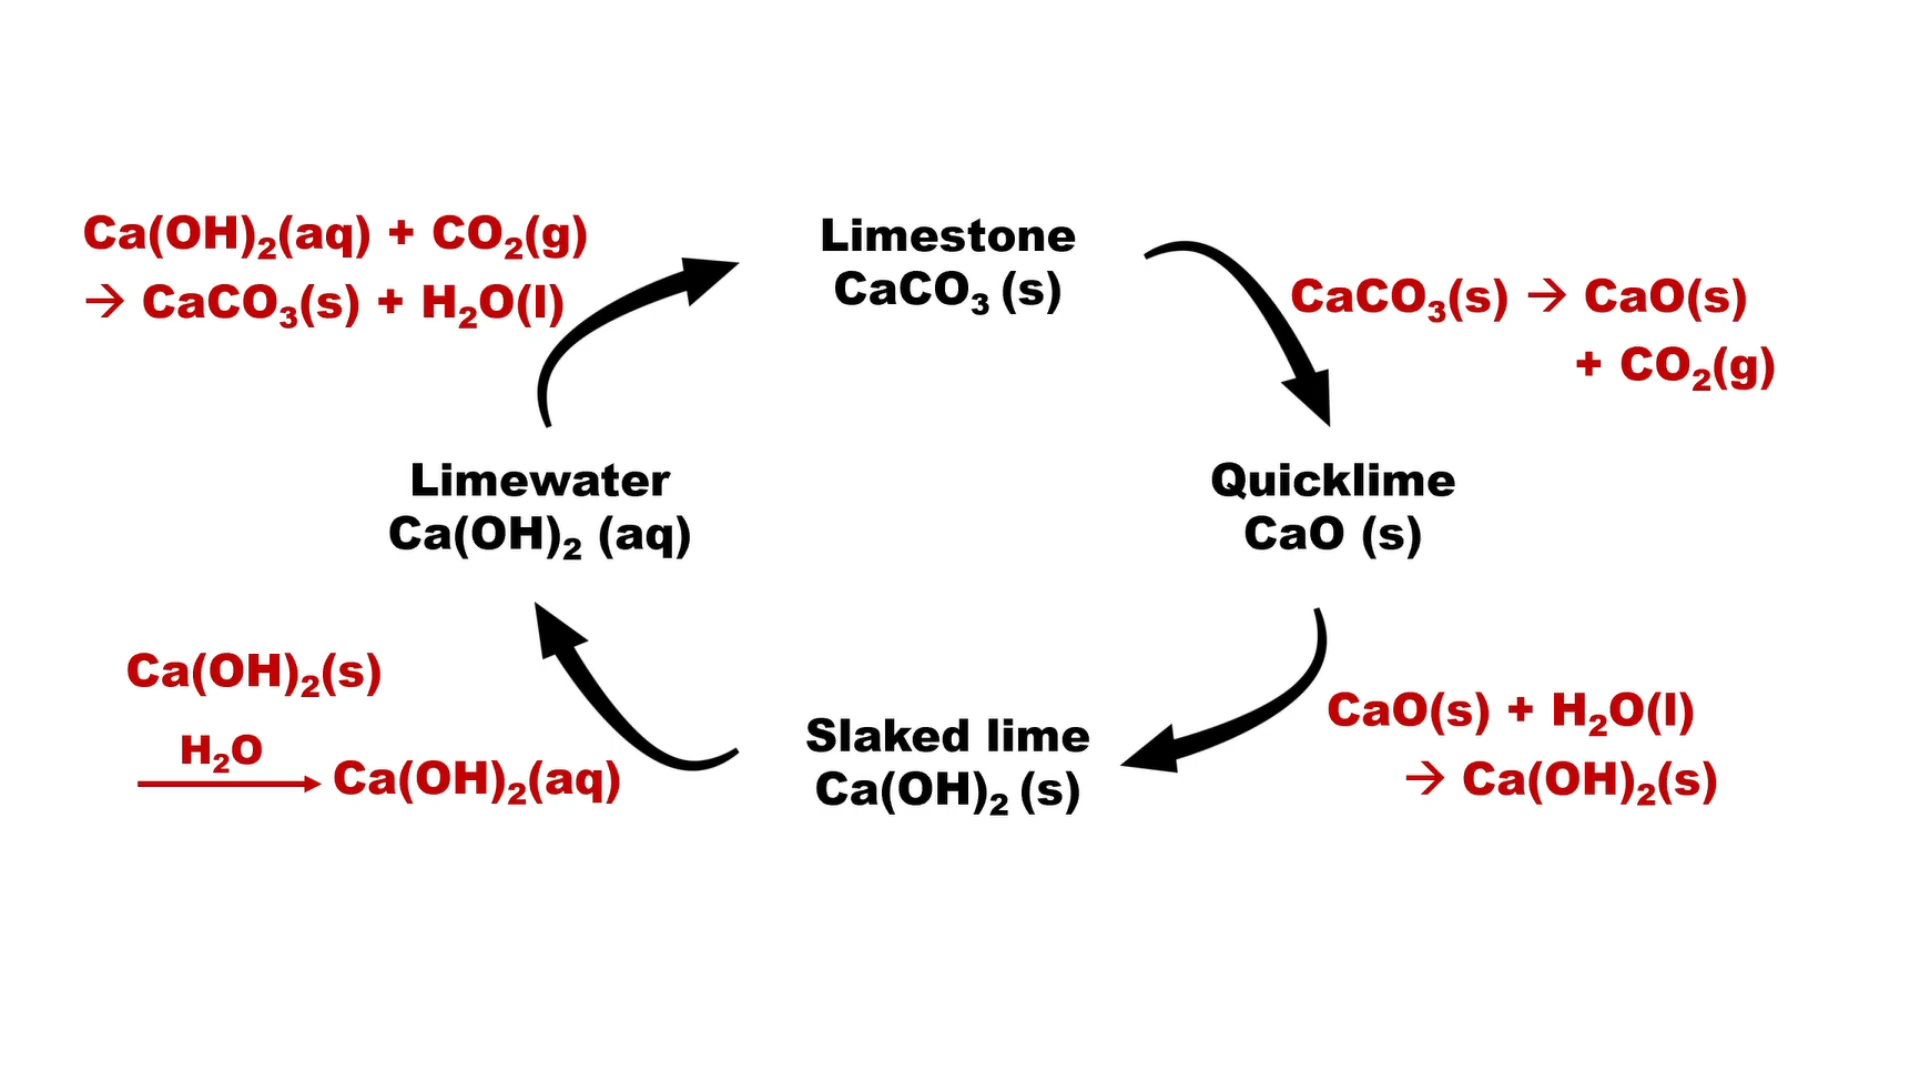 Ca(OH)₂(aq) + CO₂(g)
→ CaCO₃(s) + H₂O(l)
Limestone
CaCO₃ (s)
CaCO₃(s) → CaO(s)
+ CO₂(g)
Limewater
Ca(OH)₂ (aq)
Quicklime
CaO (s)
Ca(OH)₂(s)
H₂O
→ Ca(OH)₂(aq)
Slaked lime
Ca(OH)₂ (s)
CaO(s) + H₂O(l)
→ Ca(OH)₂(s)